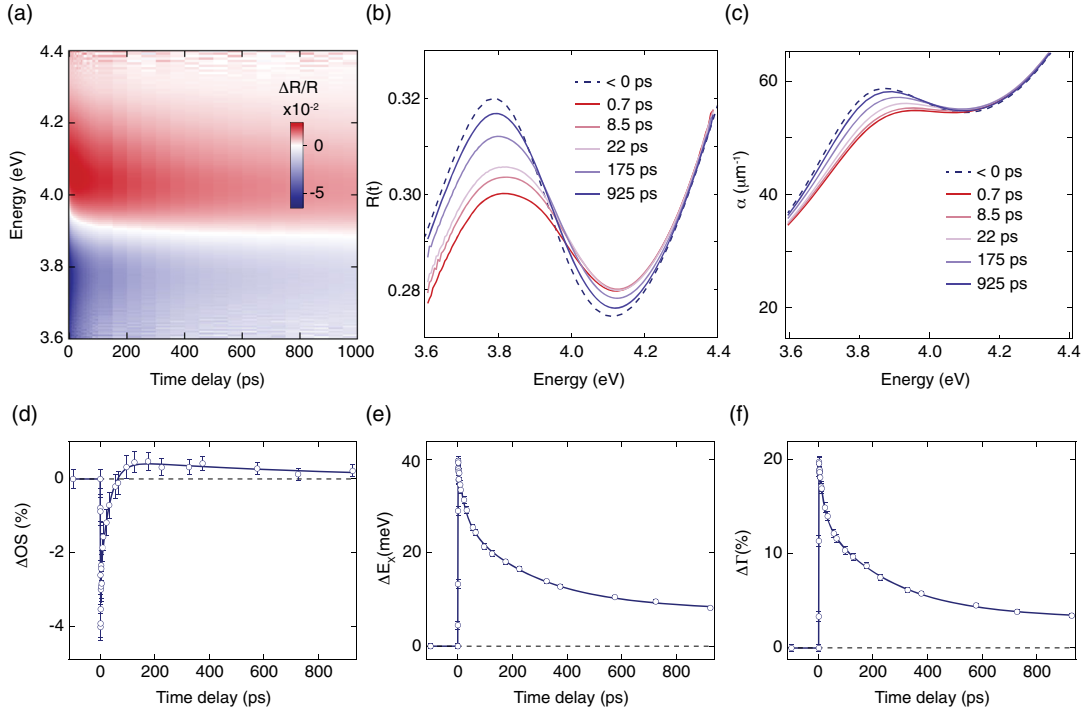 (a)
4.4
4.2
4.0
3.8
3.6
Energy (eV)
ΔR/R
x10⁻²
0
-5
0
200
400
600
800
1000
Time delay (ps)
(b)
0.32
0.30
0.28
R(t)
< 0 ps
0.7 ps
8.5 ps
22 ps
175 ps
925 ps
3.6
3.8
4.0
4.2
4.4
Energy (eV)
(c)
60
40
20
α (μm⁻¹)
< 0 ps
0.7 ps
8.5 ps
22 ps
175 ps
925 ps
3.6
3.8
4.0
4.2
4.4
Energy (eV)
(d)
0
-2
-4
ΔOS (%)
0
200
400
600
800
Time delay (ps)
(e)
40
20
0
ΔEₓ(meV)
0
200
400
600
800
Time delay (ps)
(f)
20
10
0
ΔΓ(%)
0
200
400
600
800
Time delay (ps)